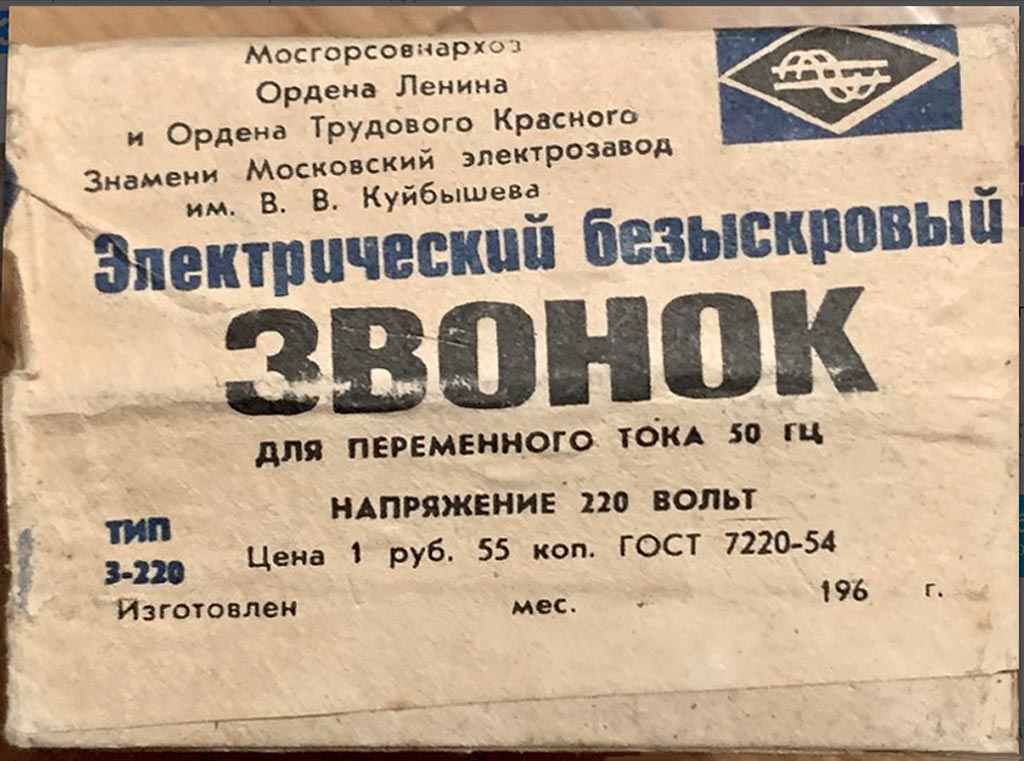 Мосгорсовнархоз
Ордена Ленина
и Ордена Трудового Красного
Знамени Московский электрозавод
им. В. В. Куйбышева
Электрический безыскровый
ЗВОНОК
ДЛЯ ПЕРЕМЕННОГО ТОКА 50 ГЦ
НАПРЯЖЕНИЕ 220 ВОЛЬТ
ТИП
З-220
Цена 1 руб. 55 коп. ГОСТ 7220-54
Изготовлен мес. 196 г.